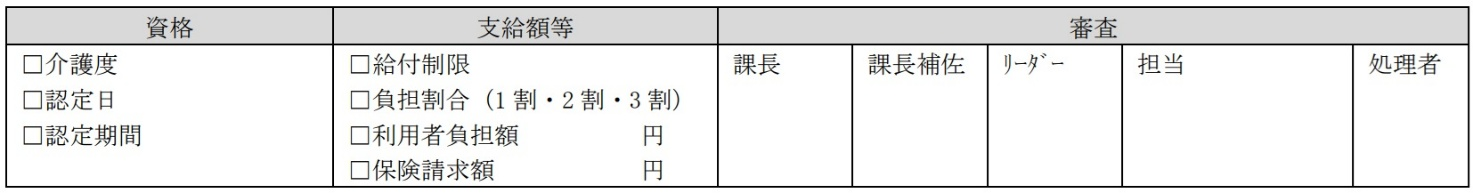 資格 支給額等 審査
□介護度 □給付制限 課長 課長補佐 ﾘｰﾀﾞｰ 担当 処理者
□認定日 □負担割合（1割・2割・3割）
□認定期間 □利用者負担額 円
□保険請求額 円